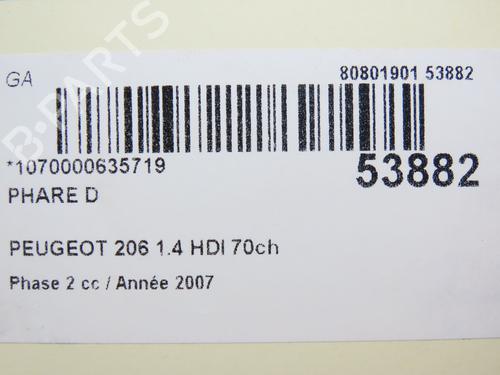 B-PARTS
GA
80801901 53882
*1070000635719
53882
PHARE D
PEUGEOT 206 1.4 HDI 70ch
Phase 2 cc / Année 2007